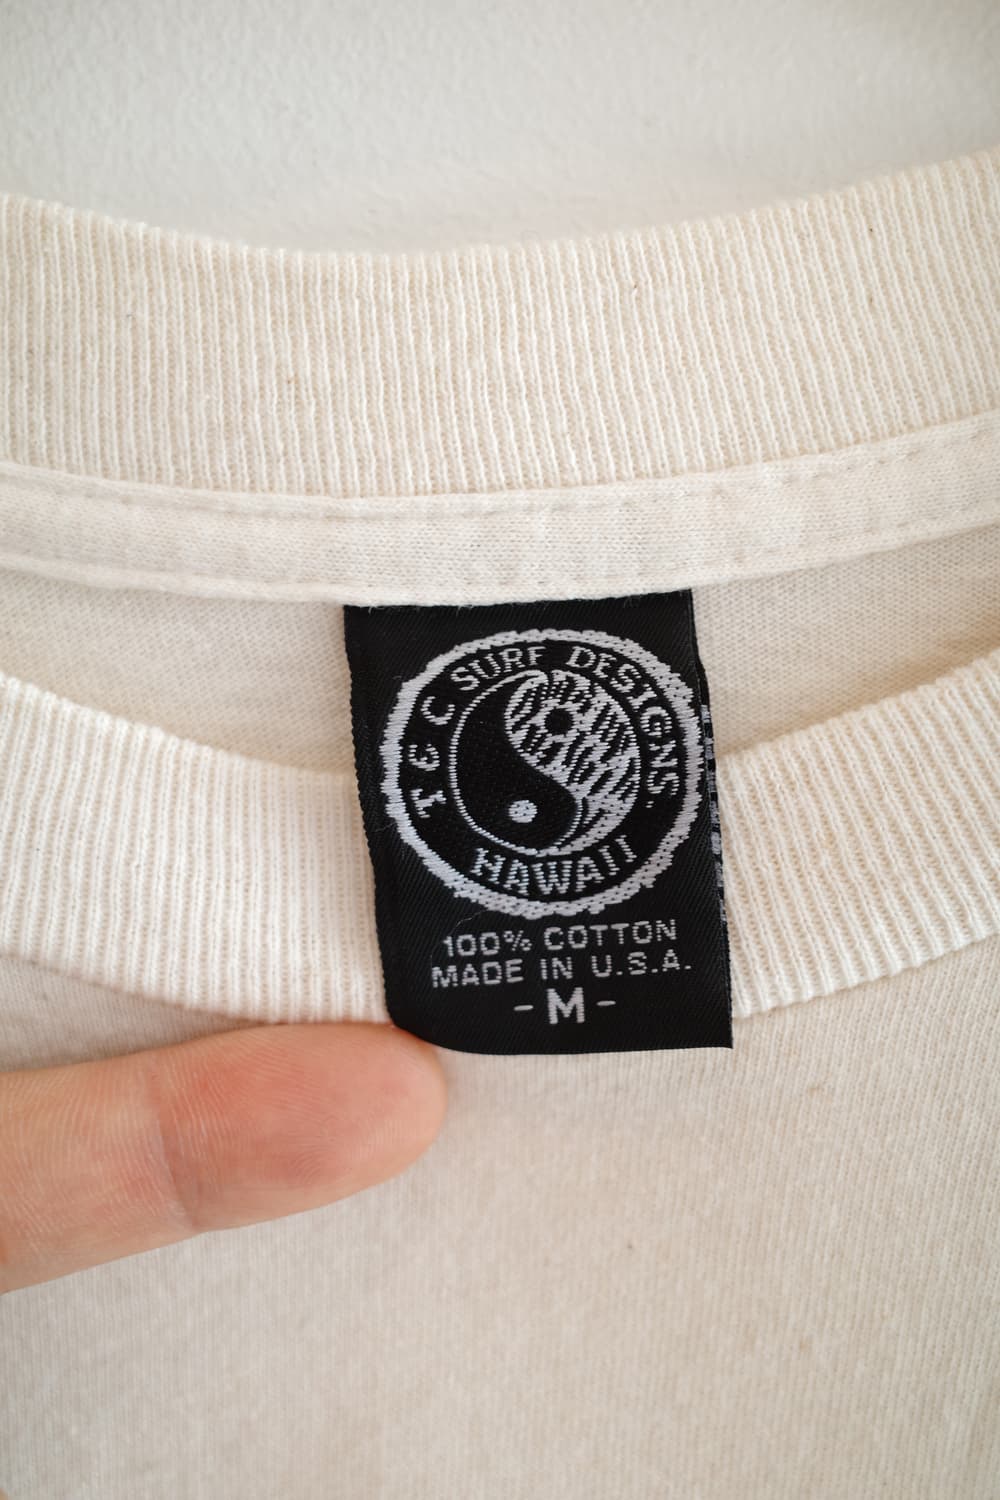 T & C SURF DESIGNS.
HAWAII
100% COTTON
MADE IN U.S.A.
- M -